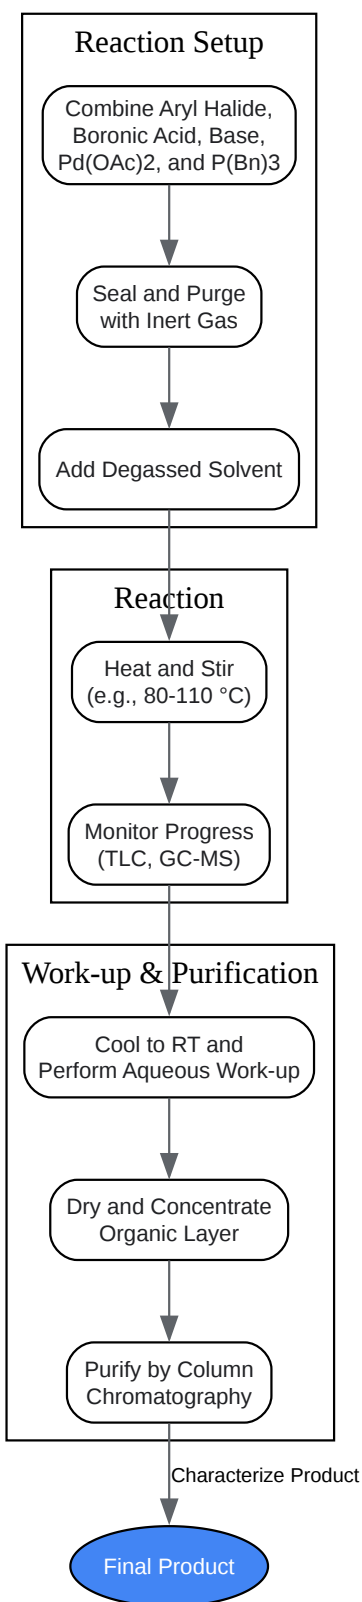 Reaction Setup
Combine Aryl Halide,
Boronic Acid, Base,
Pd(OAc)2, and P(Bn)3
Seal and Purge
with Inert Gas
Add Degassed Solvent
Reaction
Heat and Stir
(e.g., 80-110 °C)
Monitor Progress
(TLC, GC-MS)
Work-up & Purification
Cool to RT and
Perform Aqueous Work-up
Dry and Concentrate
Organic Layer
Purify by Column
Chromatography
Characterize Product
Final Product